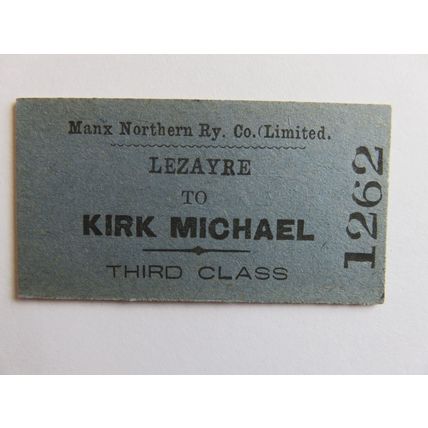 Manx Northern Ry. Co. (Limited.
LEZAYRE
TO
KIRK MICHAEL
THIRD CLASS
1262